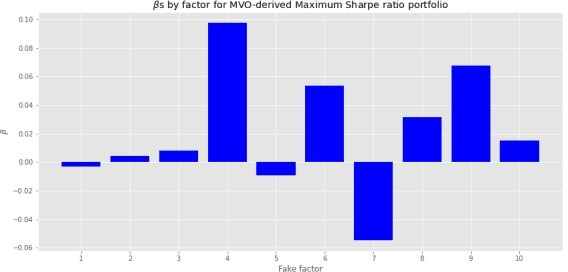 βs by factor for MVO-derived Maximum Sharpe ratio portfolio
0.10
0.08
0.06
0.04
0.02
0.00
−0.02
−0.04
−0.06
β
1 2 3 4 5 6 7 8 9 10
Fake factor